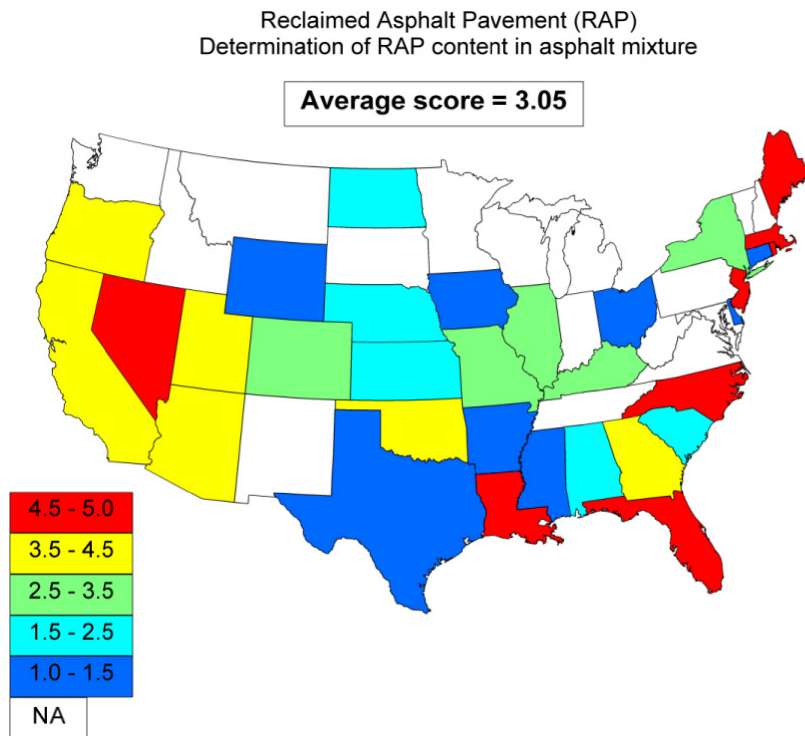 Reclaimed Asphalt Pavement (RAP)
Determination of RAP content in asphalt mixture
Average score = 3.05
4.5 - 5.0
3.5 - 4.5
2.5 - 3.5
1.5 - 2.5
1.0 - 1.5
NA